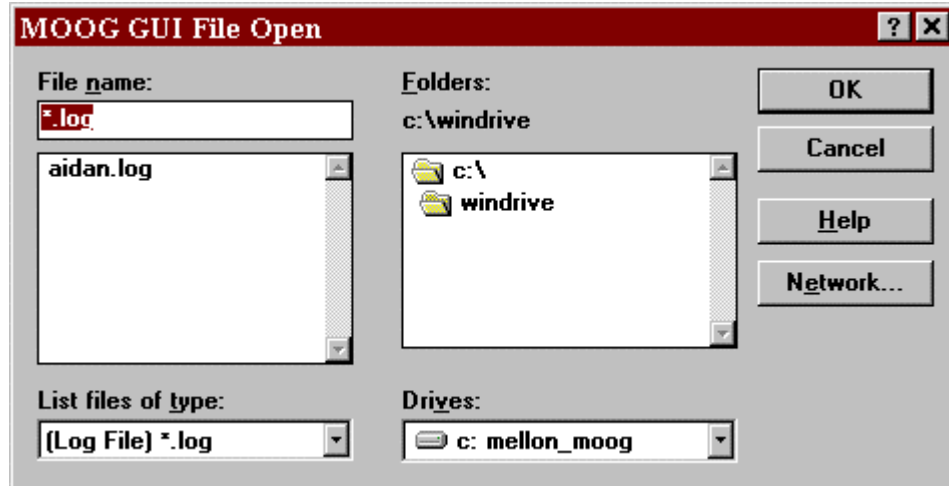 MOOG GUI File Open
File name:
*.log
aidan.log
List files of type:
(Log File) *.log
Folders:
c:\windrive
c:\
windrive
Drives:
c: mellon_moog
OK
Cancel
Help
Network...